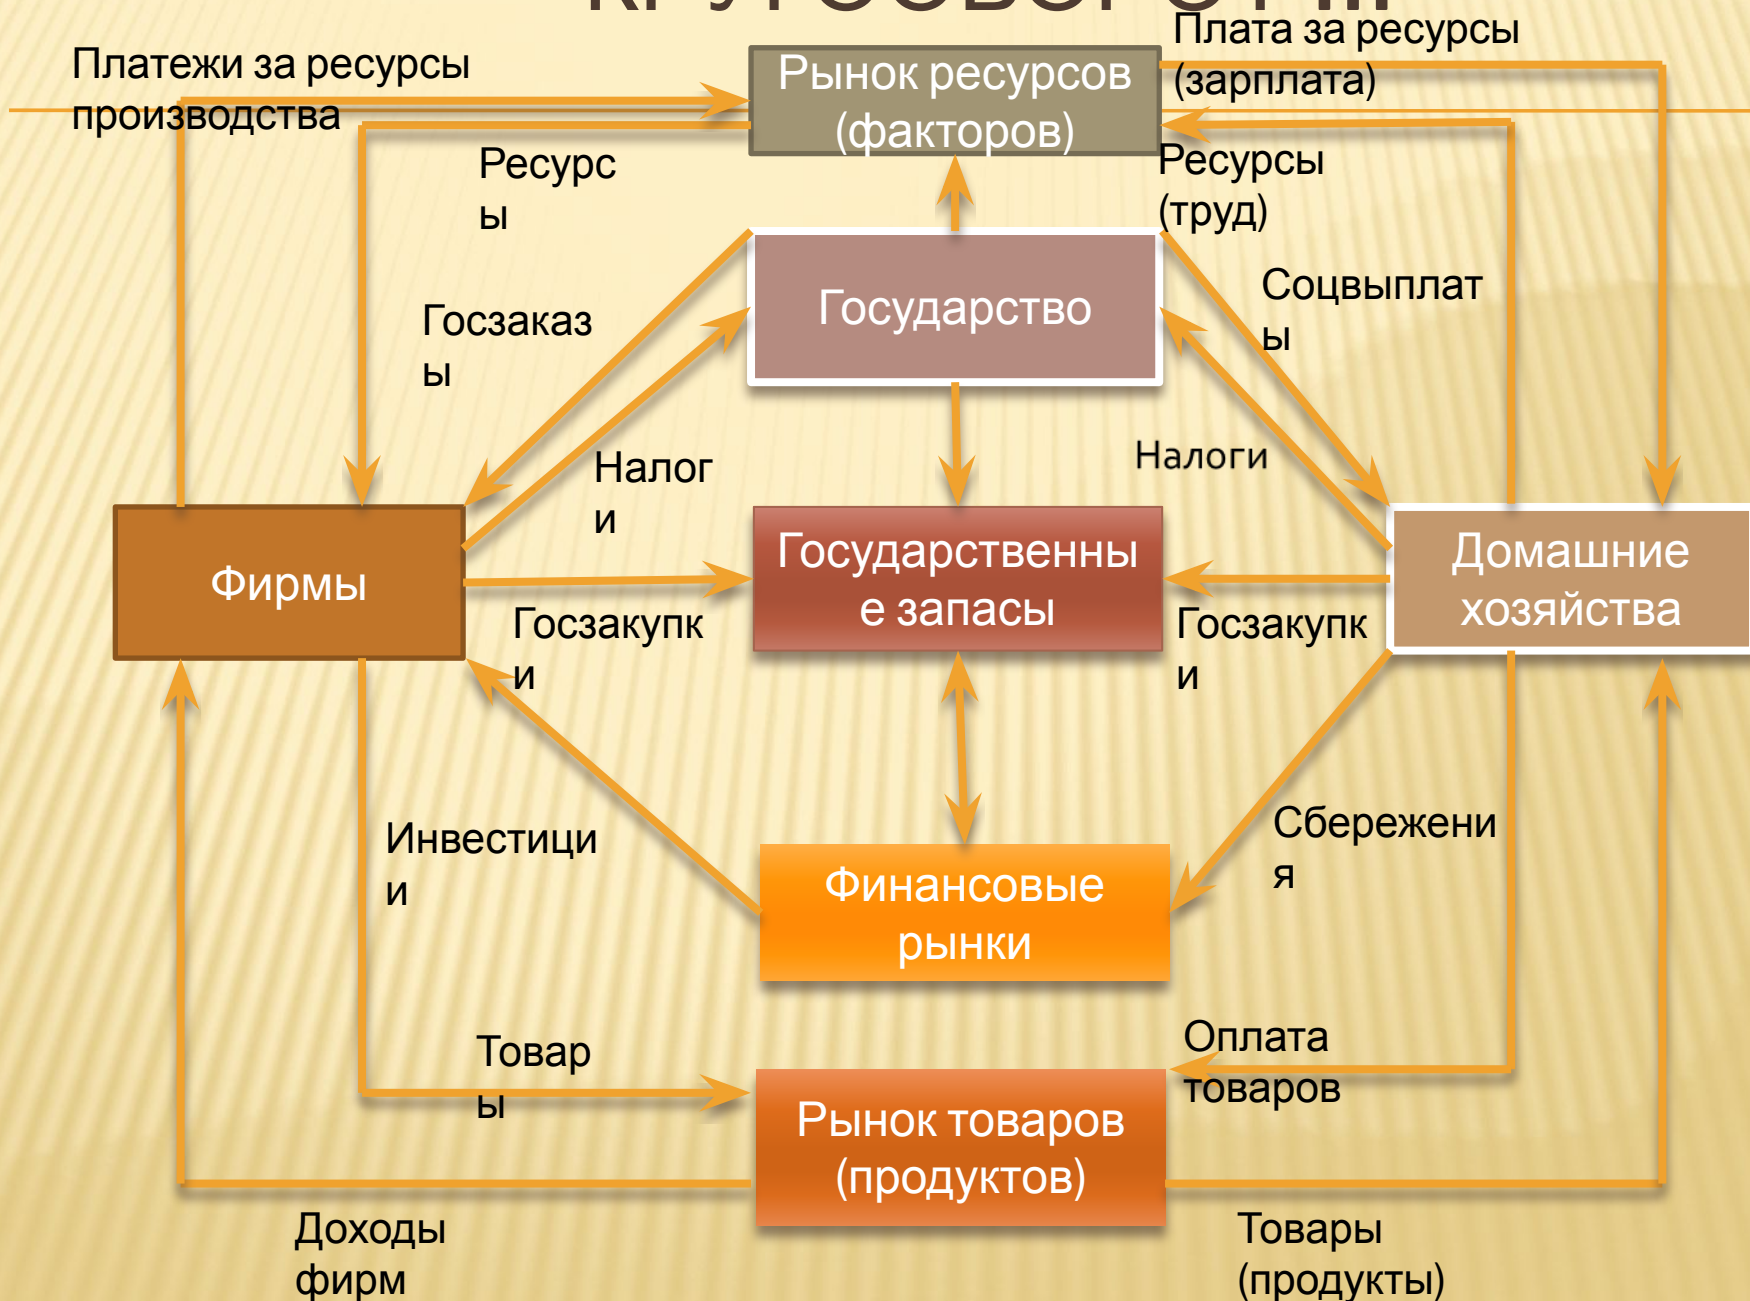 Плата за ресурсы
(зарплата)
Платежи за ресурсы
производства
Рынок ресурсов
(факторов)
Ресурс
ы
Ресурсы
(труд)
Государство
Соцвыплат
ы
Госзаказ
ы
Налог
и
Налоги
Фирмы
Государственны
е запасы
Домашние
хозяйства
Госзакупк
и
Госзакупк
и
Инвестици
и
Сбережени
я
Финансовые
рынки
Товар
ы
Оплата
товаров
Рынок товаров
(продуктов)
Доходы
фирм
Товары
(продукты)